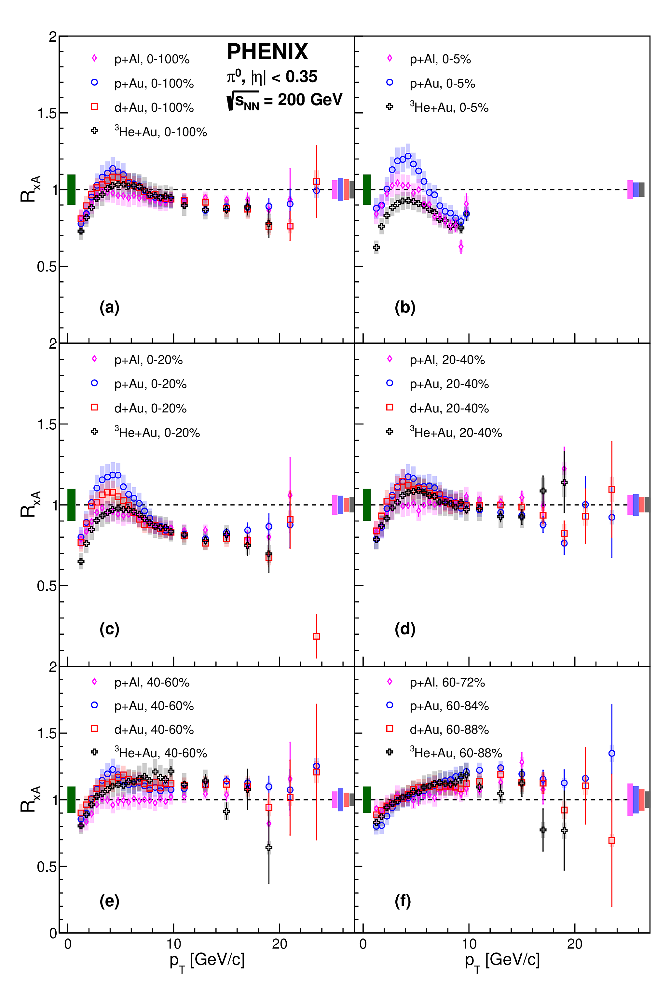 PHENIX
π⁰, |η| < 0.35
√sNN = 200 GeV
p+Al, 0-100%
p+Au, 0-100%
d+Au, 0-100%
³He+Au, 0-100%
(a)
2
1.5
1
0.5
0
RxA
p+Al, 0-5%
p+Au, 0-5%
³He+Au, 0-5%
(b)
p+Al, 0-20%
p+Au, 0-20%
d+Au, 0-20%
³He+Au, 0-20%
(c)
2
1.5
1
0.5
0
RxA
p+Al, 20-40%
p+Au, 20-40%
d+Au, 20-40%
³He+Au, 20-40%
(d)
p+Al, 40-60%
p+Au, 40-60%
d+Au, 40-60%
³He+Au, 40-60%
(e)
2
1.5
1
0.5
0
RxA
0 10 20
pT [GeV/c]
p+Al, 60-72%
p+Au, 60-84%
d+Au, 60-88%
³He+Au, 60-88%
(f)
0 10 20
pT [GeV/c]